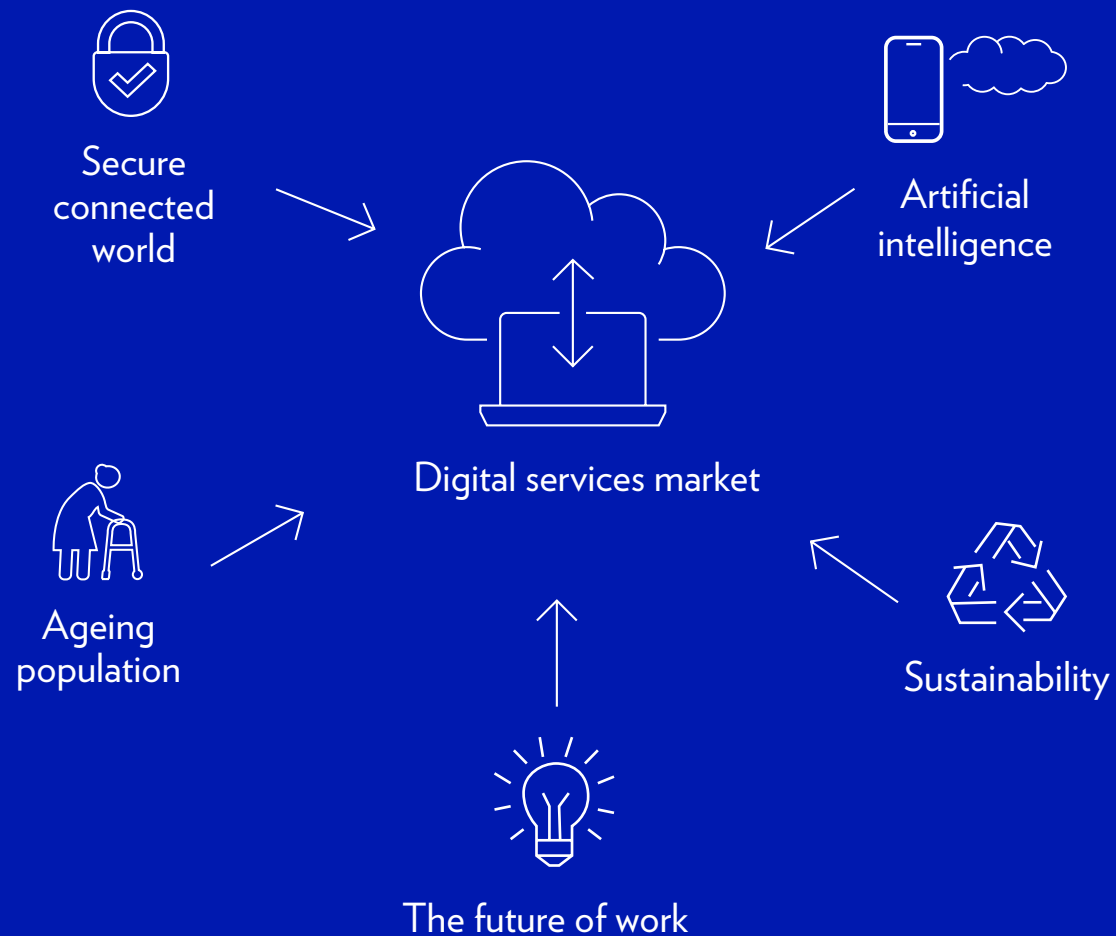 Secure
connected
world
Artificial
intelligence
Digital services market
Ageing
population
Sustainability
The future of work